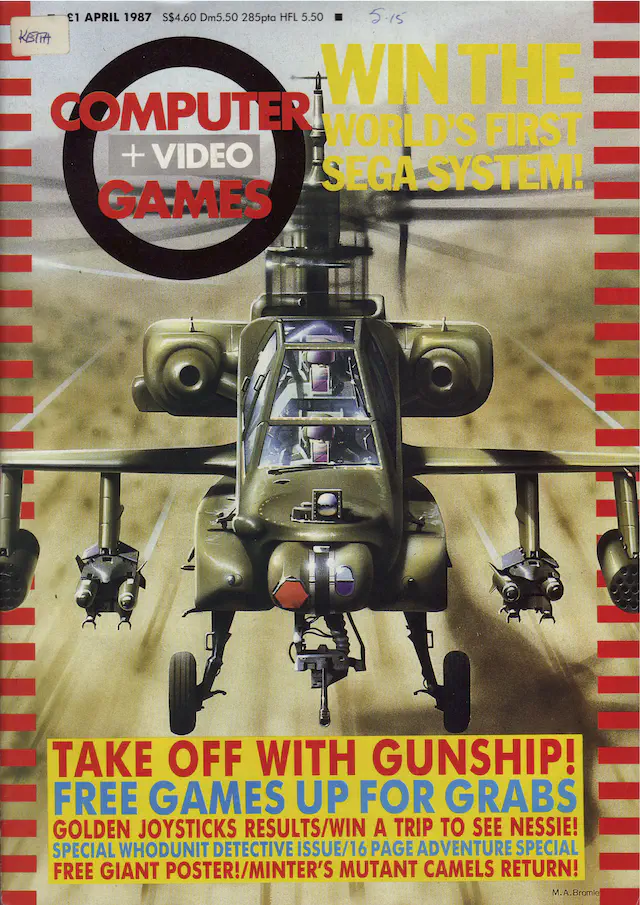 £1 APRIL 1987 S$4.60 Dm5.50 285pta HFL 5.50
5.15
KEITH
COMPUTER
+ VIDEO
GAMES
WIN THE
WORLD'S FIRST
SEGA SYSTEM!
TAKE OFF WITH GUNSHIP!
FREE GAMES UP FOR GRABS
GOLDEN JOYSTICKS RESULTS/WIN A TRIP TO SEE NESSIE!
SPECIAL WHODUNIT DETECTIVE ISSUE/16 PAGE ADVENTURE SPECIAL
FREE GIANT POSTER!/MINTER'S MUTANT CAMELS RETURN!
M.A.Bromle